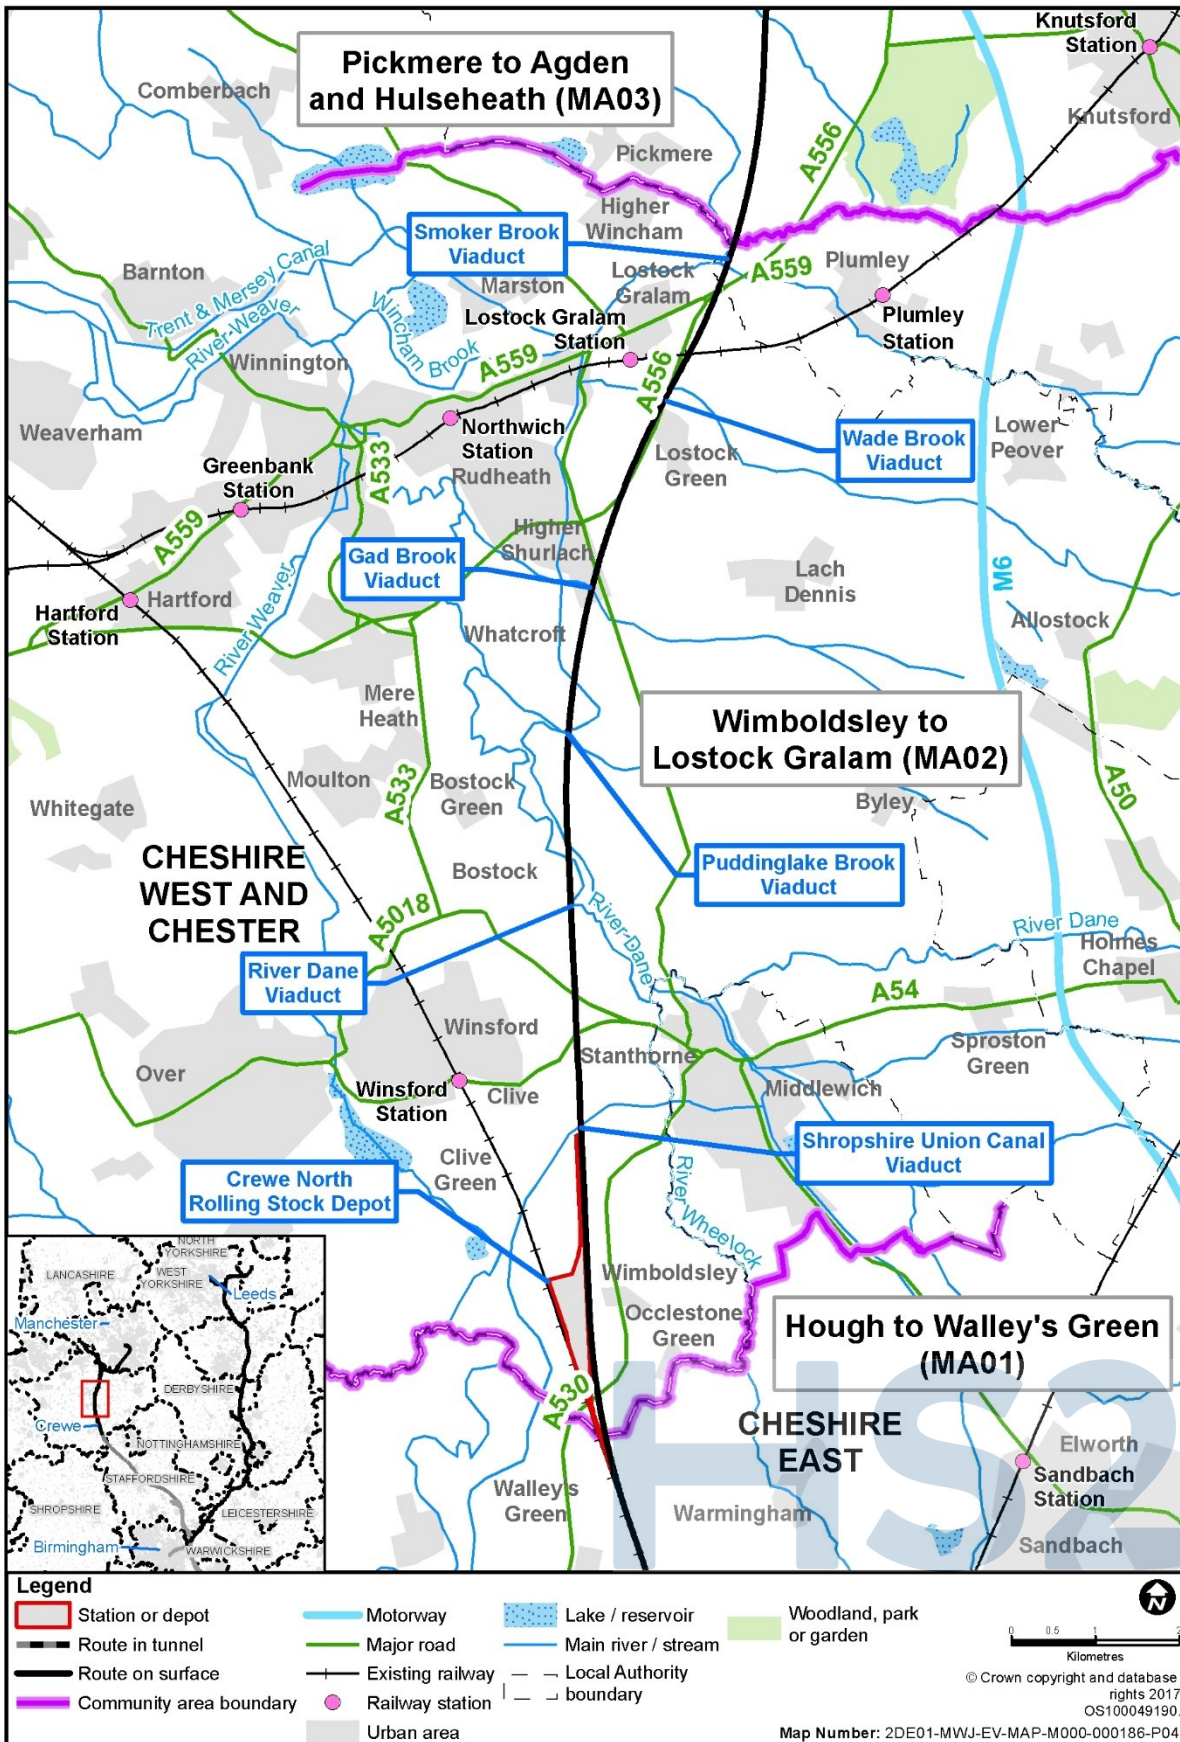 Knutsford
Station
Pickmere to Agden
and Hulseheath (MA03)
Comberbach
Knutsford
A556
Pickmere
Higher
Wincham
Smoker Brook
Viaduct
Barnton
Trent & Mersey Canal
River Weaver
Marston
Lostock
Gralam
A559
Plumley
Wincham
Brook
Lostock Gralam
Station
Plumley
Station
Winnington
A559
A556
Weaverham
Northwich
Station
Rudheath
Lostock
Green
Wade Brook
Viaduct
Lower
Peover
Greenbank
Station
A533
A559
Higher
Shurlach
Gad Brook
Viaduct
Lach
Dennis
M6
Hartford
Hartford
Station
River Weaver
Whatcroft
Allostock
Mere
Heath
Wimboldsley to
Lostock Gralam (MA02)
Moulton
Bostock
Green
A533
Whitegate
Byley
A50
CHESHIRE
WEST AND
CHESTER
Bostock
Puddinglake Brook
Viaduct
A5018
River Dane
River Dane
Holmes
Chapel
River Dane
Viaduct
A54
Winsford
Stanthorne
Sproston
Green
Over
Winsford
Station
Clive
Middlewich
Clive
Green
Shropshire Union Canal
Viaduct
Crewe North
Rolling Stock Depot
River Wheelock
Wimboldsley
Occlestone
Green
Hough to Walley's Green
(MA01)
A530
CHESHIRE
EAST
Walley's
Green
Warmingham
Elworth
Sandbach
Station
Sandbach
HS2
NORTH
YORKSHIRE
LANCASHIRE
WEST
YORKSHIRE
Leeds
Manchester
DERBYSHIRE
Crewe
NOTTINGHAMSHIRE
STAFFORDSHIRE
SHROPSHIRE
LEICESTERSHIRE
Birmingham
WARWICKSHIRE
Legend
Station or depot
Route in tunnel
Route on surface
Community area boundary
Motorway
Major road
Existing railway
Railway station
Urban area
Lake / reservoir
Main river / stream
Local Authority
boundary
Woodland, park
or garden
N
0 0.5 1 2
Kilometres
© Crown copyright and database
rights 2017
OS100049190.
Map Number: 2DE01-MWJ-EV-MAP-M000-000186-P04